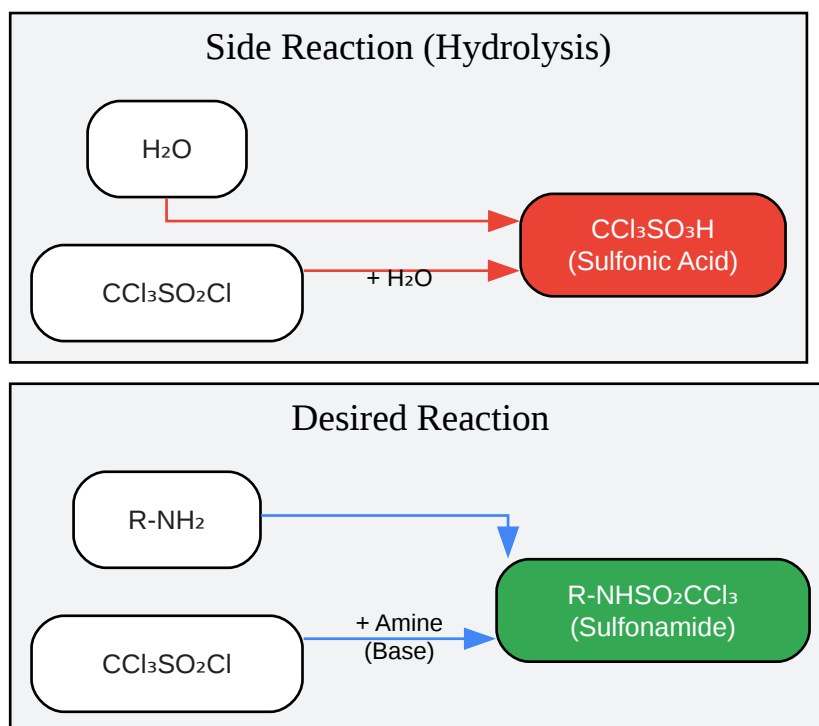 Side Reaction (Hydrolysis)
H₂O
CCl₃SO₂Cl
+ H₂O
CCl₃SO₃H
(Sulfonic Acid)
Desired Reaction
R-NH₂
CCl₃SO₂Cl
+ Amine
(Base)
R-NHSO₂CCl₃
(Sulfonamide)